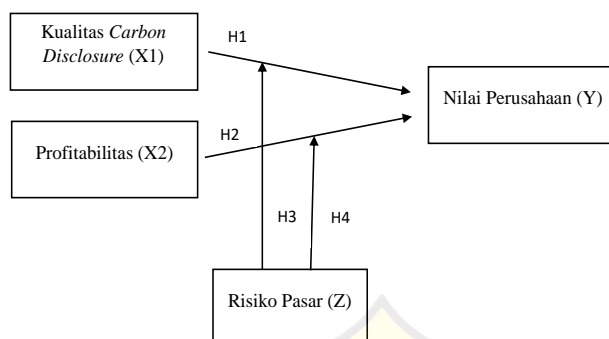 Kualitas Carbon
Disclosure (X1)
H1
Nilai Perusahaan (Y)
Profitabilitas (X2)
H2
H3
H4
Risiko Pasar (Z)